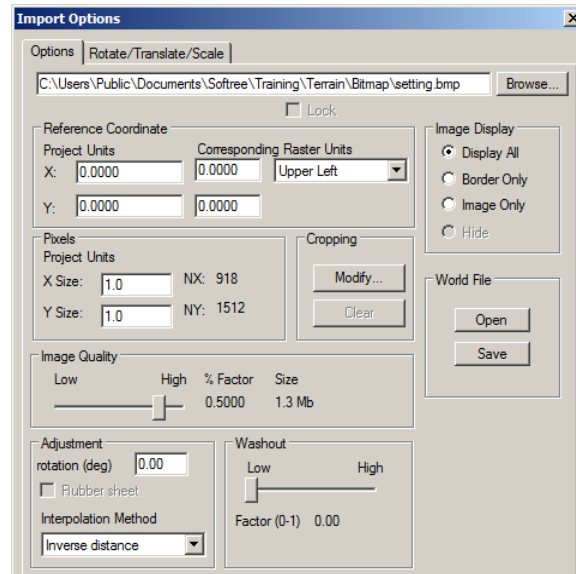 Import Options
Options
Rotate/Translate/Scale
C:\Users\Public\Documents\Softree\Training\Terrain\Bitmap\setting.bmp
Browse...
Lock
Reference Coordinate
Project Units
Corresponding Raster Units
X: 0.0000 0.0000 Upper Left
Y: 0.0000 0.0000
Image Display
Display All
Border Only
Image Only
Hide
Pixels
Project Units
X Size: 1.0 NX: 918
Y Size: 1.0 NY: 1512
Cropping
Modify...
Clear
World File
Open
Save
Image Quality
Low High % Factor Size
0.5000 1.3 Mb
Adjustment
rotation (deg) 0.00
Rubber sheet
Interpolation Method
Inverse distance
Washout
Low High
Factor (0-1) 0.00